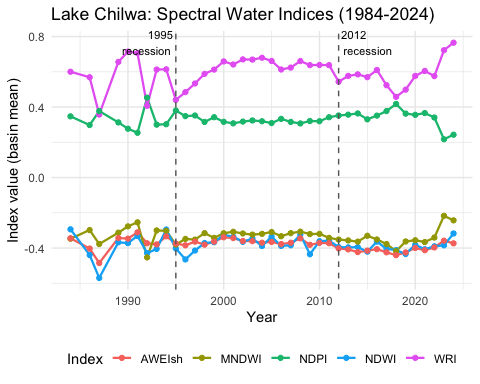 Lake Chilwa: Spectral Water Indices (1984-2024)
Index value (basin mean)
0.8
0.4
0.0
-0.4
1995
recession
2012
recession
1990
2000
2010
2020
Year
Index AWEIsh MNDWI NDPI NDWI WRI